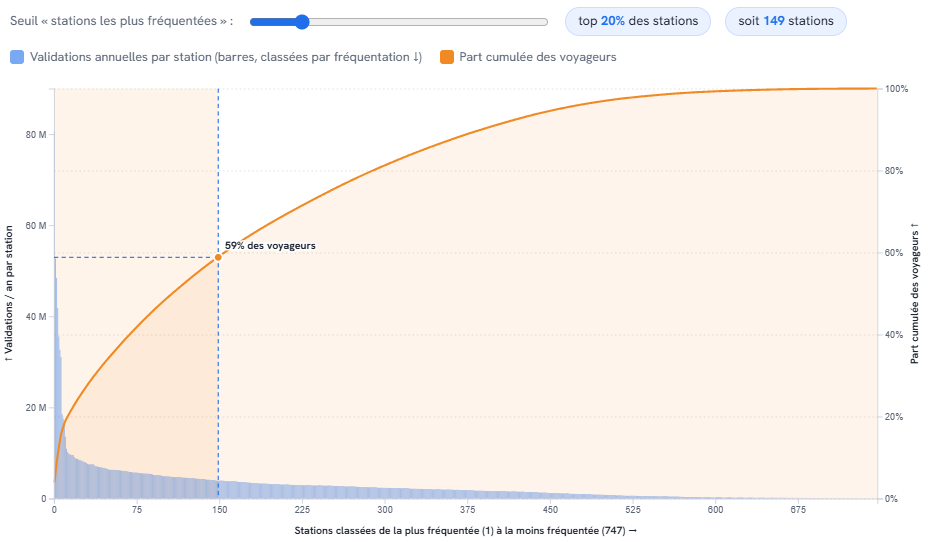 Seuil « stations les plus fréquentées » :
top 20% des stations
soit 149 stations
Validations annuelles par station (barres, classées par fréquentation ↓)
Part cumulée des voyageurs
↑ Validations / an par station
80 M
60 M
40 M
20 M
0
59% des voyageurs
100%
80%
60%
40%
20%
0%
Part cumulée des voyageurs ↑
0 75 150 225 300 375 450 525 600 675
Stations classées de la plus fréquentée (1) à la moins fréquentée (747) →